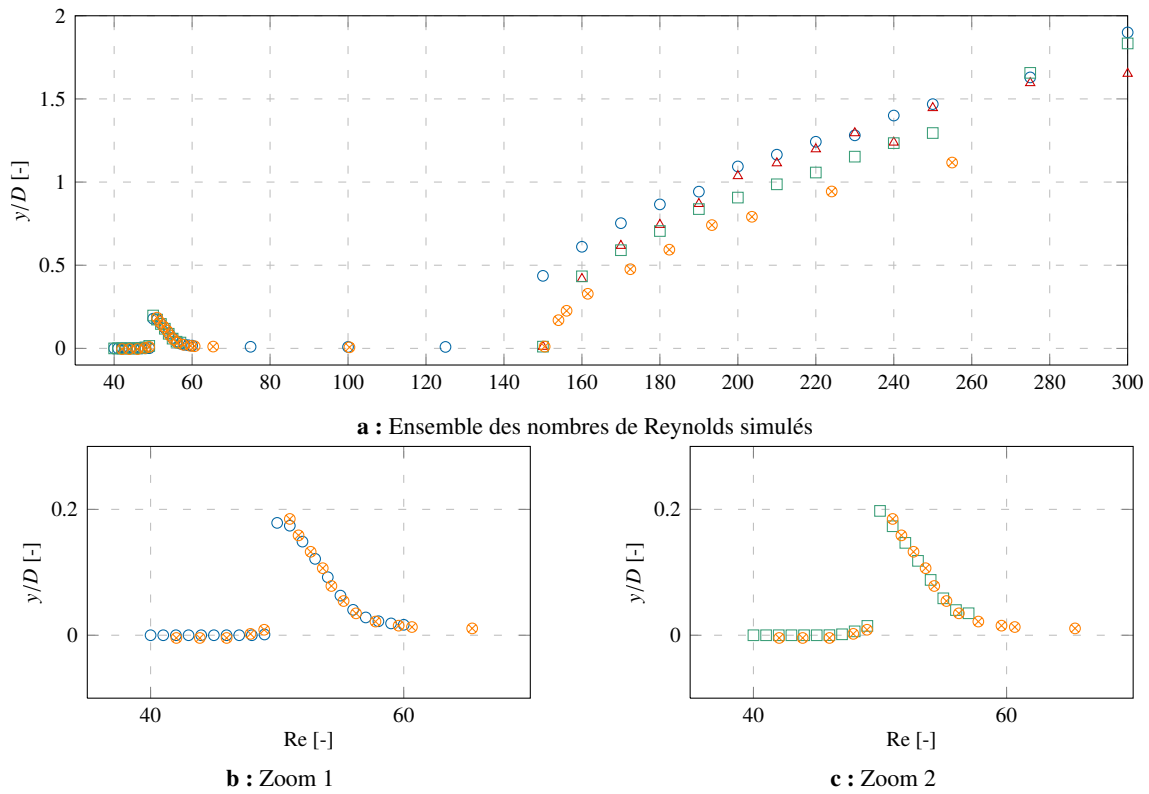 2
1.5
1
0.5
0
y/D [-]
40 60 80 100 120 140 160 180 200 220 240 260 280 300
a : Ensemble des nombres de Reynolds simulés
0.2
0
y/D [-]
40 60
Re [-]
b : Zoom 1
0.2
0
y/D [-]
40 60
Re [-]
c : Zoom 2